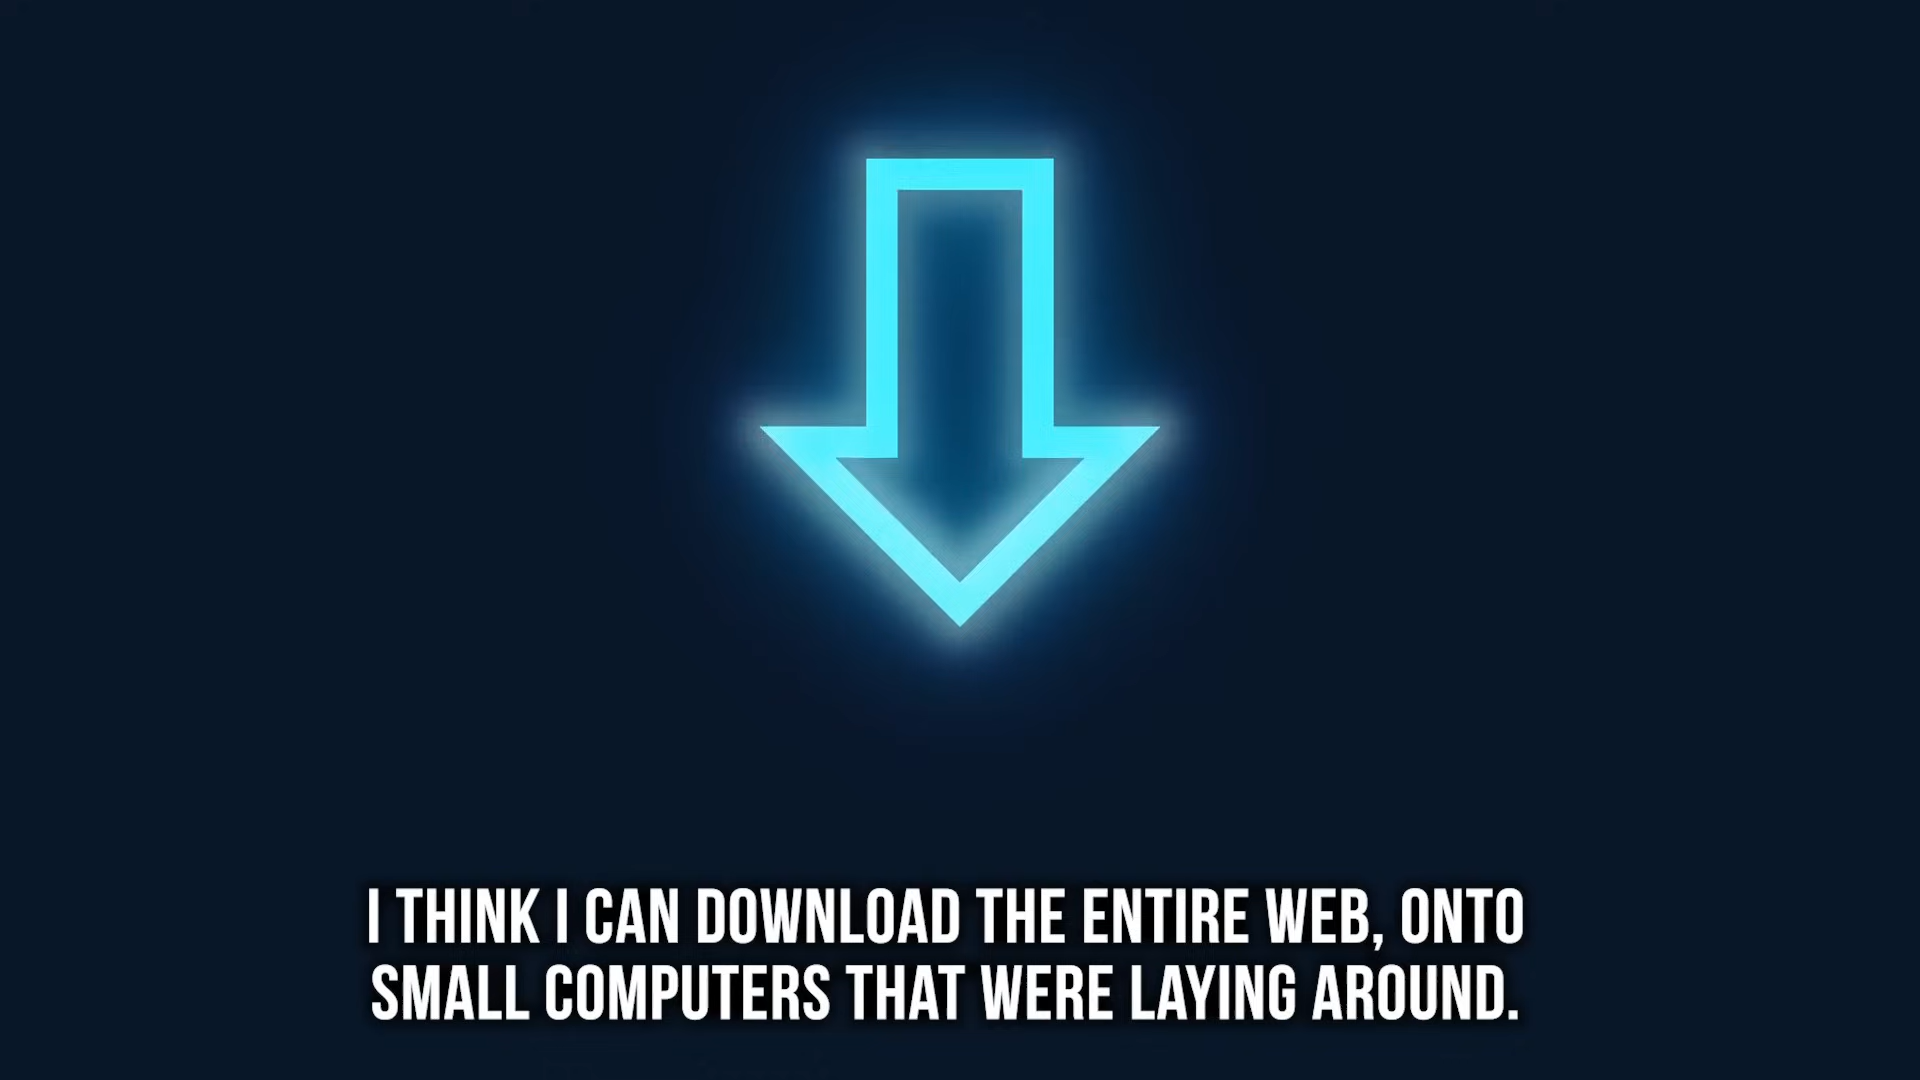 I THINK I CAN DOWNLOAD THE ENTIRE WEB, ONTO
SMALL COMPUTERS THAT WERE LAYING AROUND.